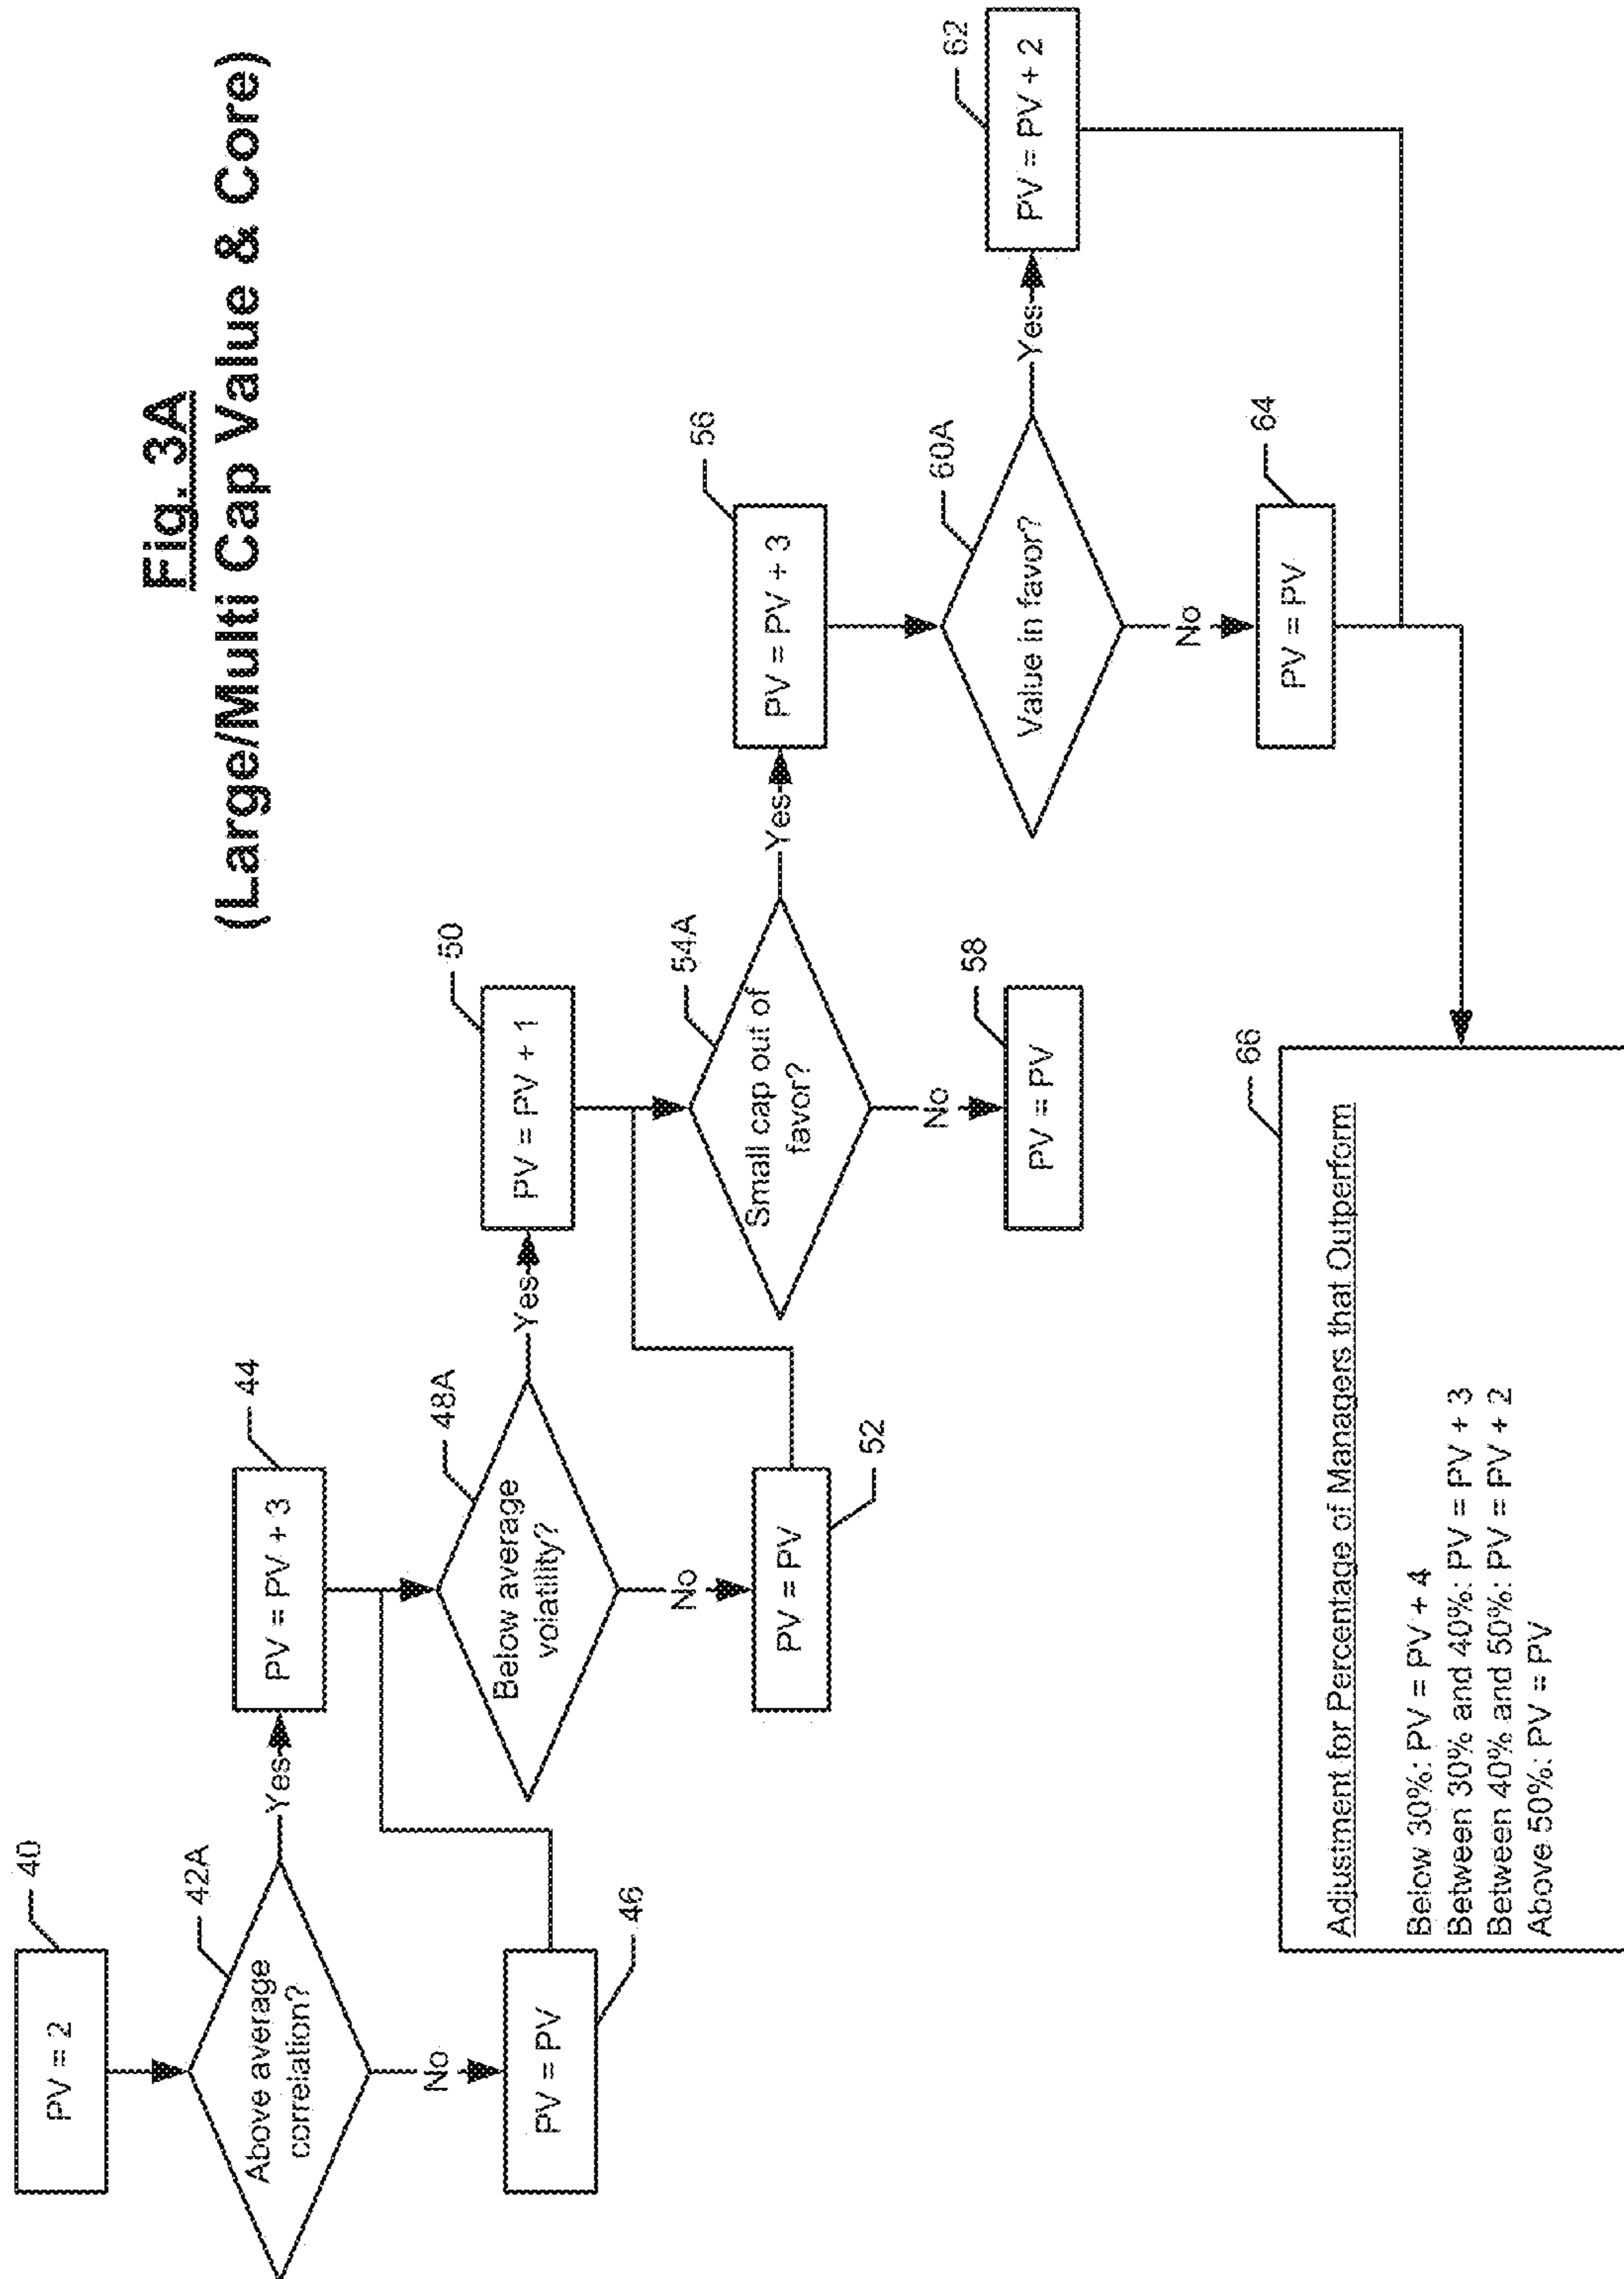 Fig. 3A
(Large/Multi Cap Value & Core)
40
PV = 2
42A
Above average
correlation?
Yes
No
44
PV = PV + 3
46
PV = PV
48A
Below average
volatility?
Yes
No
50
PV = PV + 1
52
PV = PV
54A
Small cap out of
favor?
Yes
No
56
PV = PV + 3
58
PV = PV
60A
Value in favor?
Yes
No
62
PV = PV + 2
64
PV = PV
66
Adjustment for Percentage of Managers that Outperform
Below 30%: PV = PV + 4
Between 30% and 40%: PV = PV + 3
Between 40% and 50%: PV = PV + 2
Above 50%: PV = PV